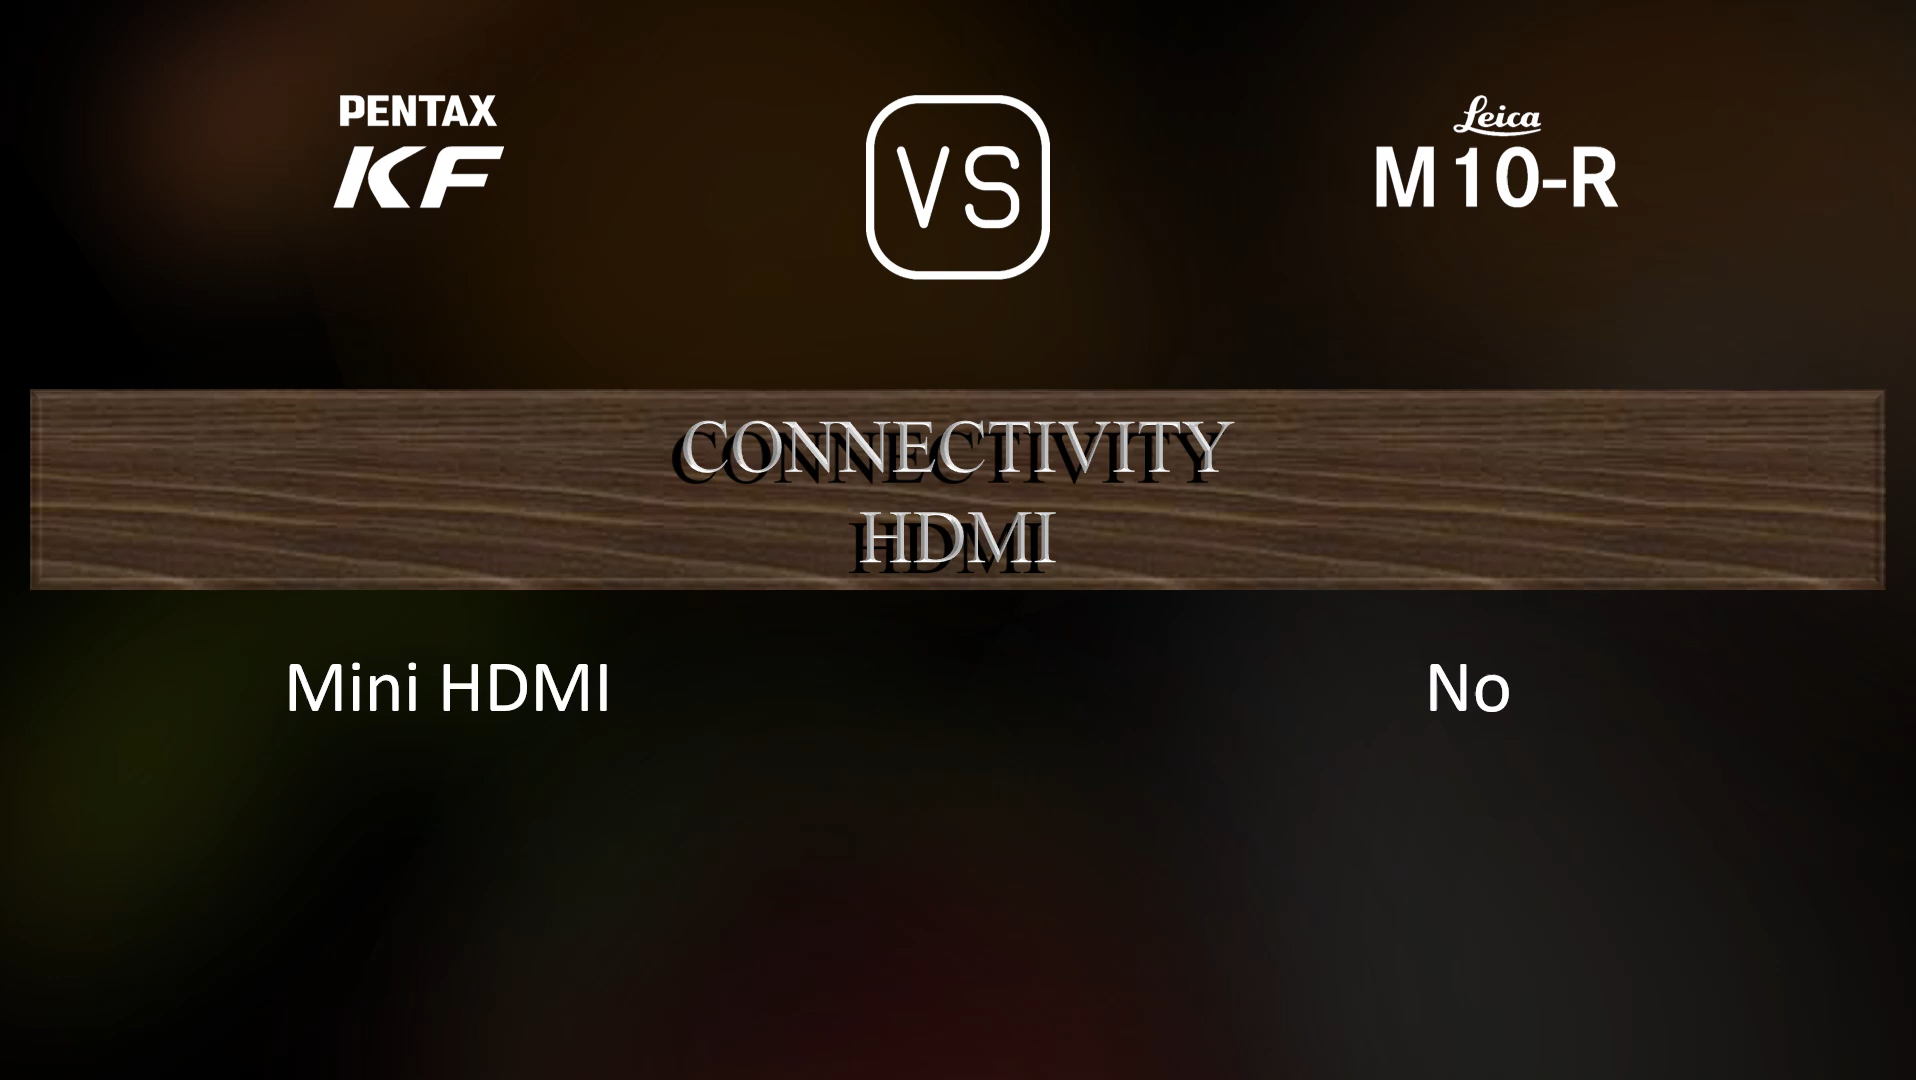 PENTAX
KF
VS
Leica
M10-R
CONNECTIVITY
HDMI
Mini HDMI
No